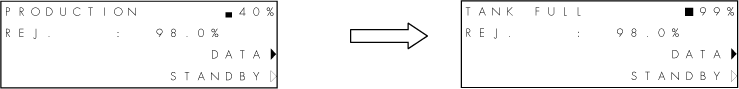 PRODUCTION 40%
REJ. : 98.0%
DATA
STANDBY
TANK FULL 99%
REJ. : 98.0%
DATA
STANDBY